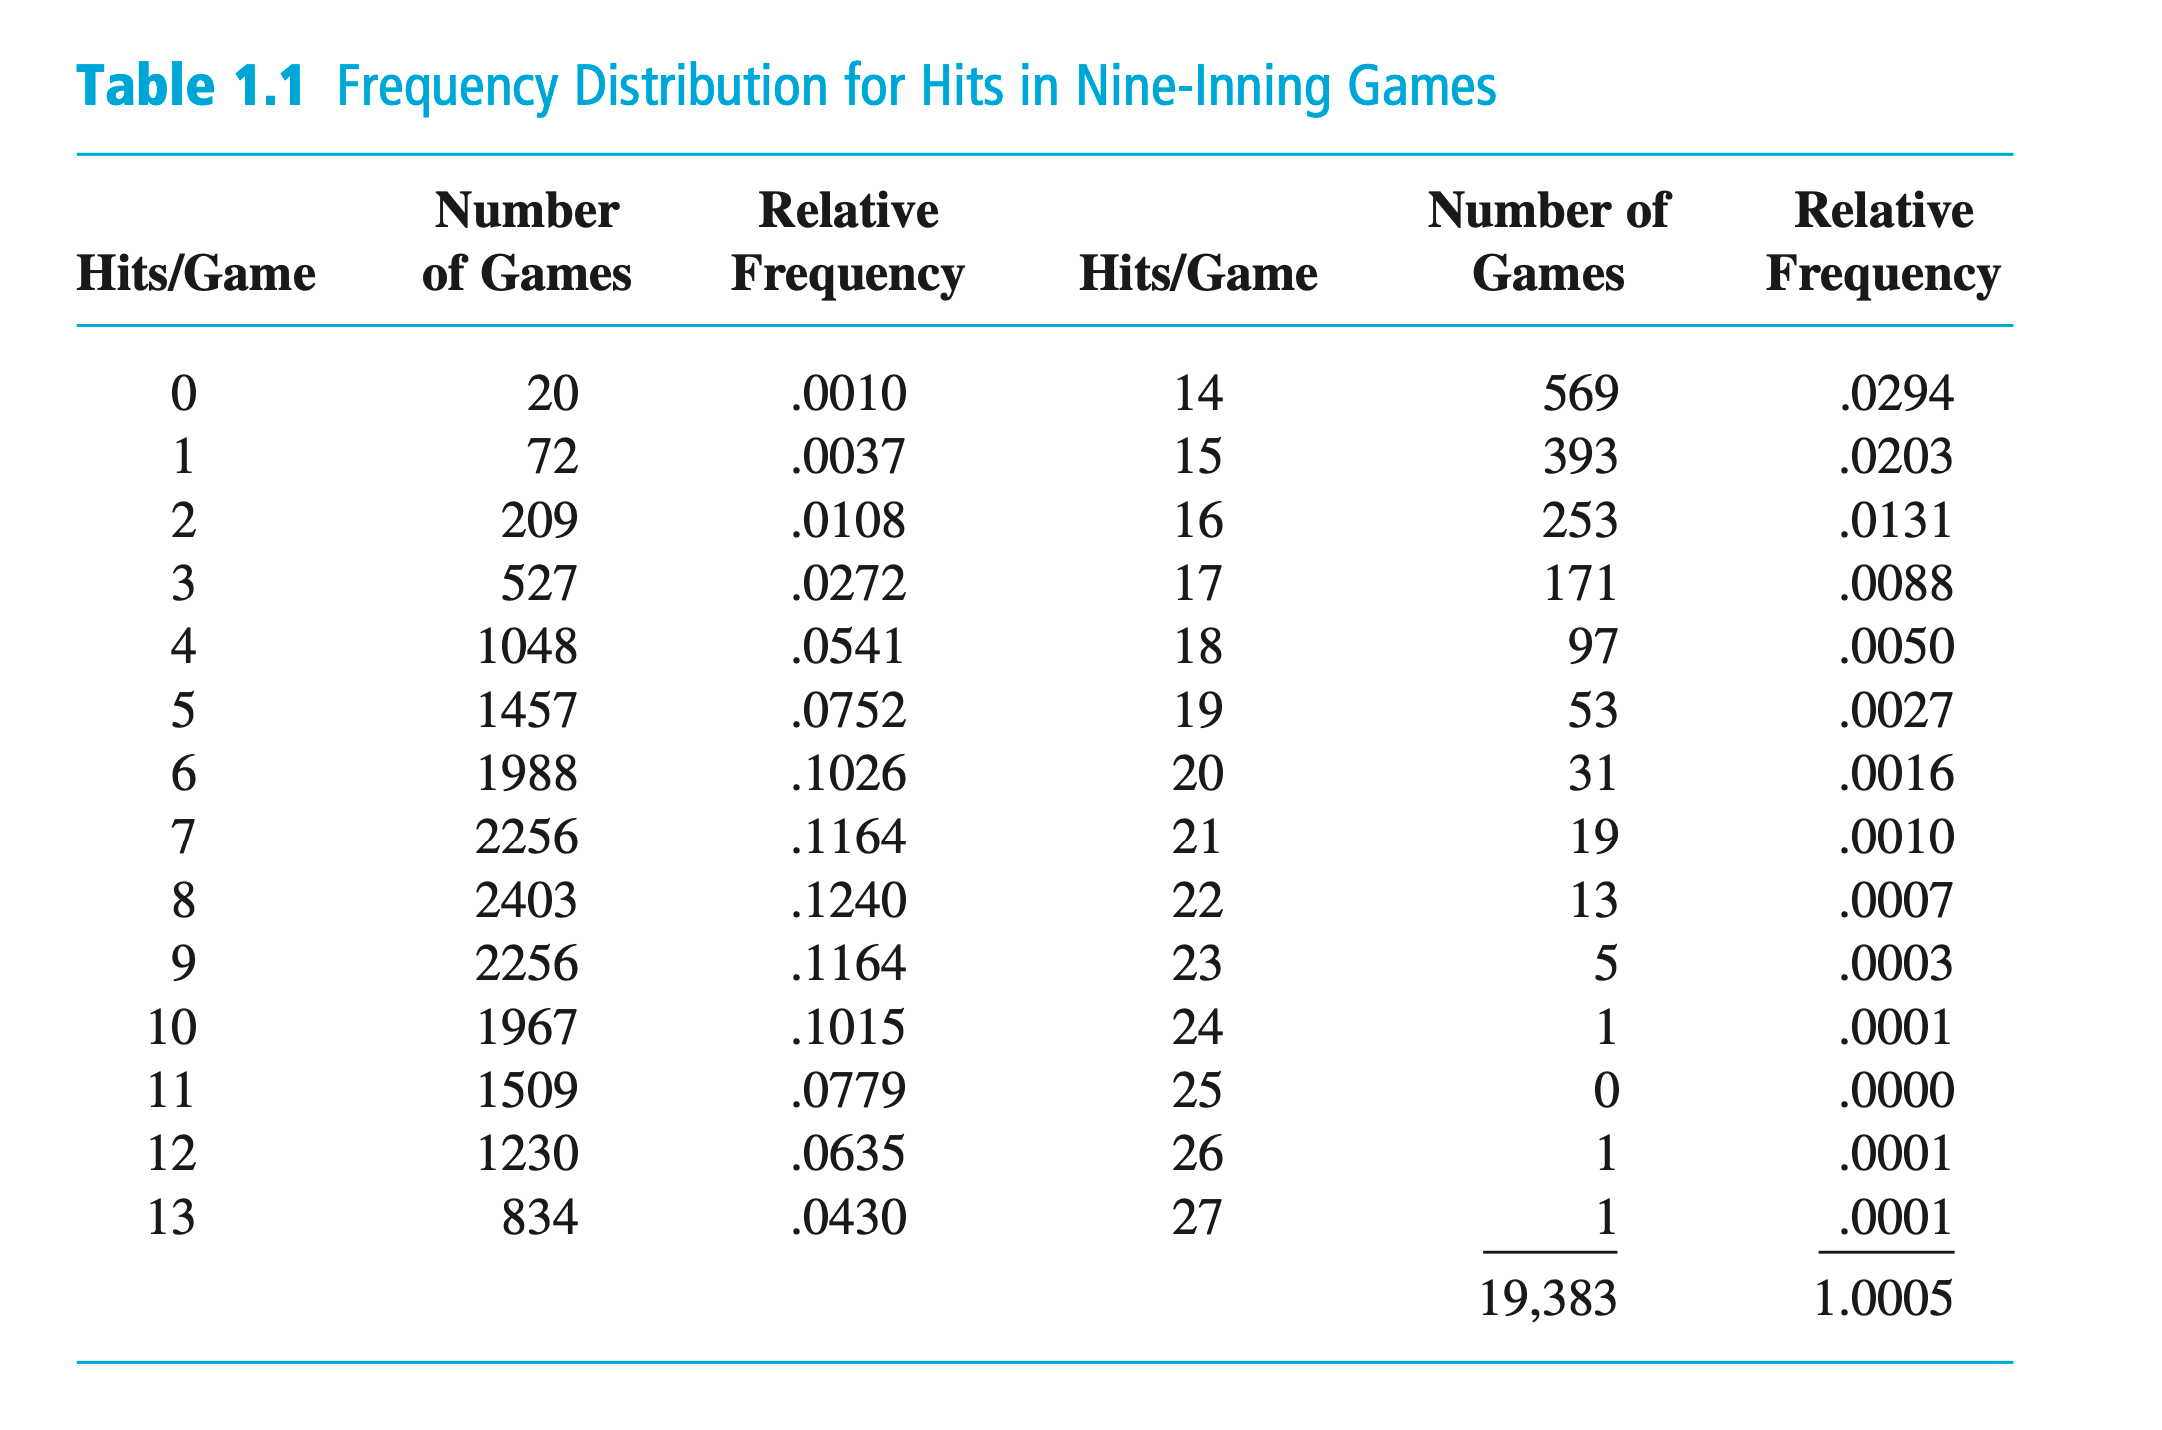 Table 1.1 Frequency Distribution for Hits in Nine-Inning Games
Number Relative Number of Relative
Hits/Game of Games Frequency Hits/Game Games Frequency
0 20 .0010 14 569 .0294
1 72 .0037 15 393 .0203
2 209 .0108 16 253 .0131
3 527 .0272 17 171 .0088
4 1048 .0541 18 97 .0050
5 1457 .0752 19 53 .0027
6 1988 .1026 20 31 .0016
7 2256 .1164 21 19 .0010
8 2403 .1240 22 13 .0007
9 2256 .1164 23 5 .0003
10 1967 .1015 24 1 .0001
11 1509 .0779 25 0 .0000
12 1230 .0635 26 1 .0001
13 834 .0430 27 1 .0001
19,383 1.0005